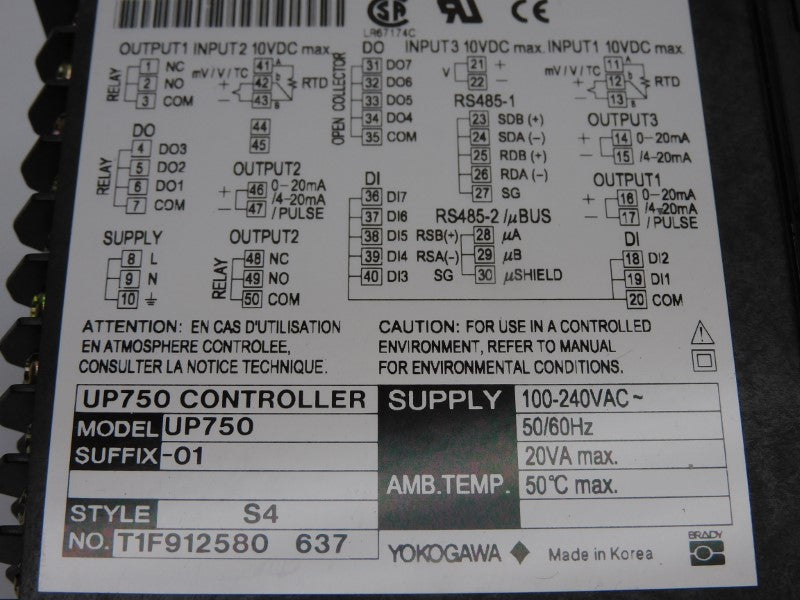 LR67174C
OUTPUT1 INPUT2 10VDC max. DO INPUT3 10VDC max. INPUT1 10VDC max.
RELAY
1 NC
2 NO
3 COM
mV / V / TC
+
−
41 A
42
43 B
RTD
44
45
OPEN COLLECTOR
31 DO7
32 DO6
33 DO5
34 DO4
35 COM
V
21 +
22 −
mV / V / TC
+
−
11 A
12
13 B
RTD
RS485-1
23 SDB (+)
24 SDA (−)
25 RDB (+)
26 RDA (−)
27 SG
OUTPUT3
+ 14 0-20mA
− 15 /4-20mA
DO
RELAY
4 DO3
5 DO2
6 DO1
7 COM
OUTPUT2
+ 46 0-20mA
− 47 /4-20mA
/PULSE
DI
36 DI7
37 DI6
38 DI5
39 DI4
40 DI3
RS485-2 /µBUS
RSB(+) 28 µA
RSA(−) 29 µB
SG 30 µSHIELD
OUTPUT1
+ 16 0-20mA
− 17 /4-20mA
/PULSE
DI
18 DI2
19 DI1
20 COM
SUPPLY
8 L
9 N
10
OUTPUT2
RELAY
48 NC
49 NO
50 COM
ATTENTION: EN CAS D'UTILISATION
EN ATMOSPHERE CONTROLEE,
CONSULTER LA NOTICE TECHNIQUE.
CAUTION: FOR USE IN A CONTROLLED
ENVIRONMENT, REFER TO MANUAL
FOR ENVIRONMENTAL CONDITIONS.
UP750 CONTROLLER
MODEL UP750
SUFFIX -01
STYLE S4
NO. T1F912580 637
SUPPLY 100-240VAC ~
50/60Hz
20VA max.
AMB.TEMP. 50°C max.
YOKOGAWA ◆ Made in Korea
BRADY